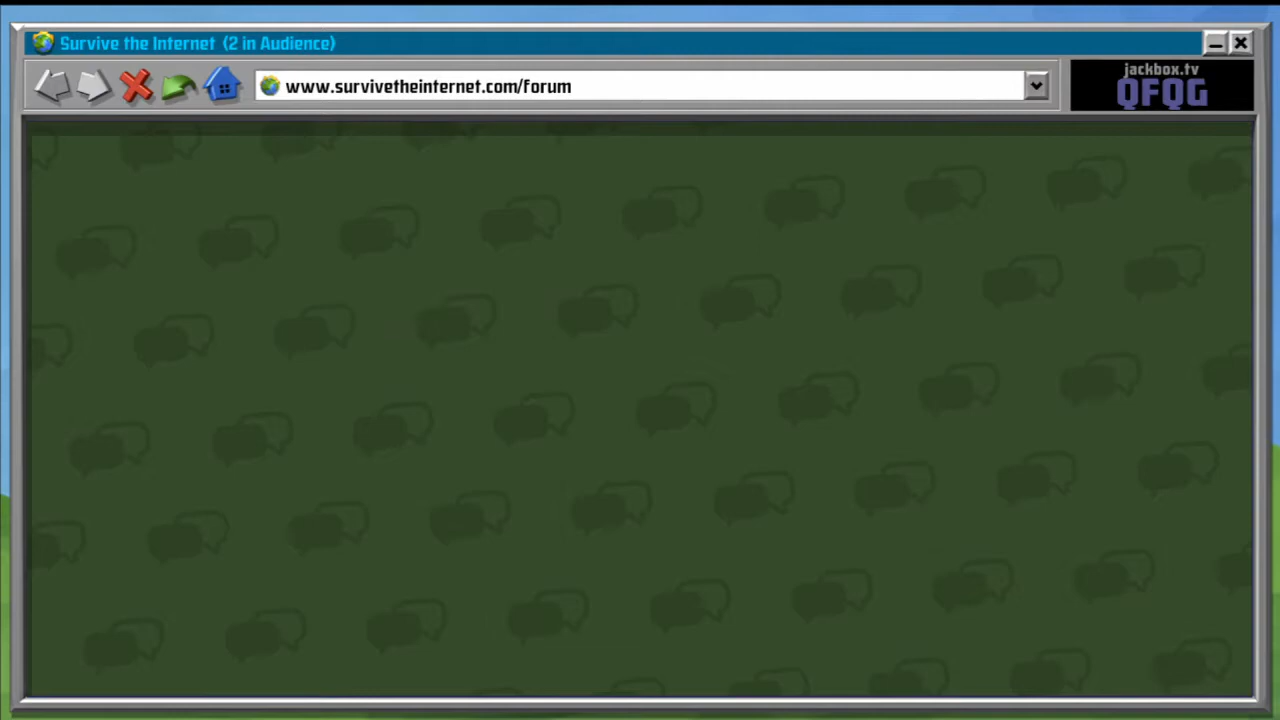 Survive the Internet (2 in Audience)
www.survivetheinternet.com/forum
jackbox.tv
QFQG